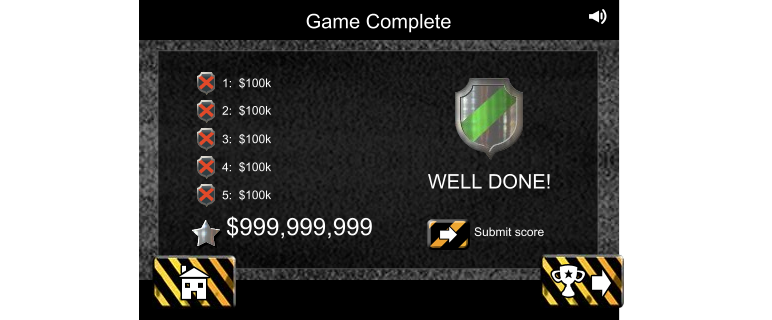 Game Complete
1: $100k
2: $100k
3: $100k
4: $100k
5: $100k
$999,999,999
WELL DONE!
Submit score